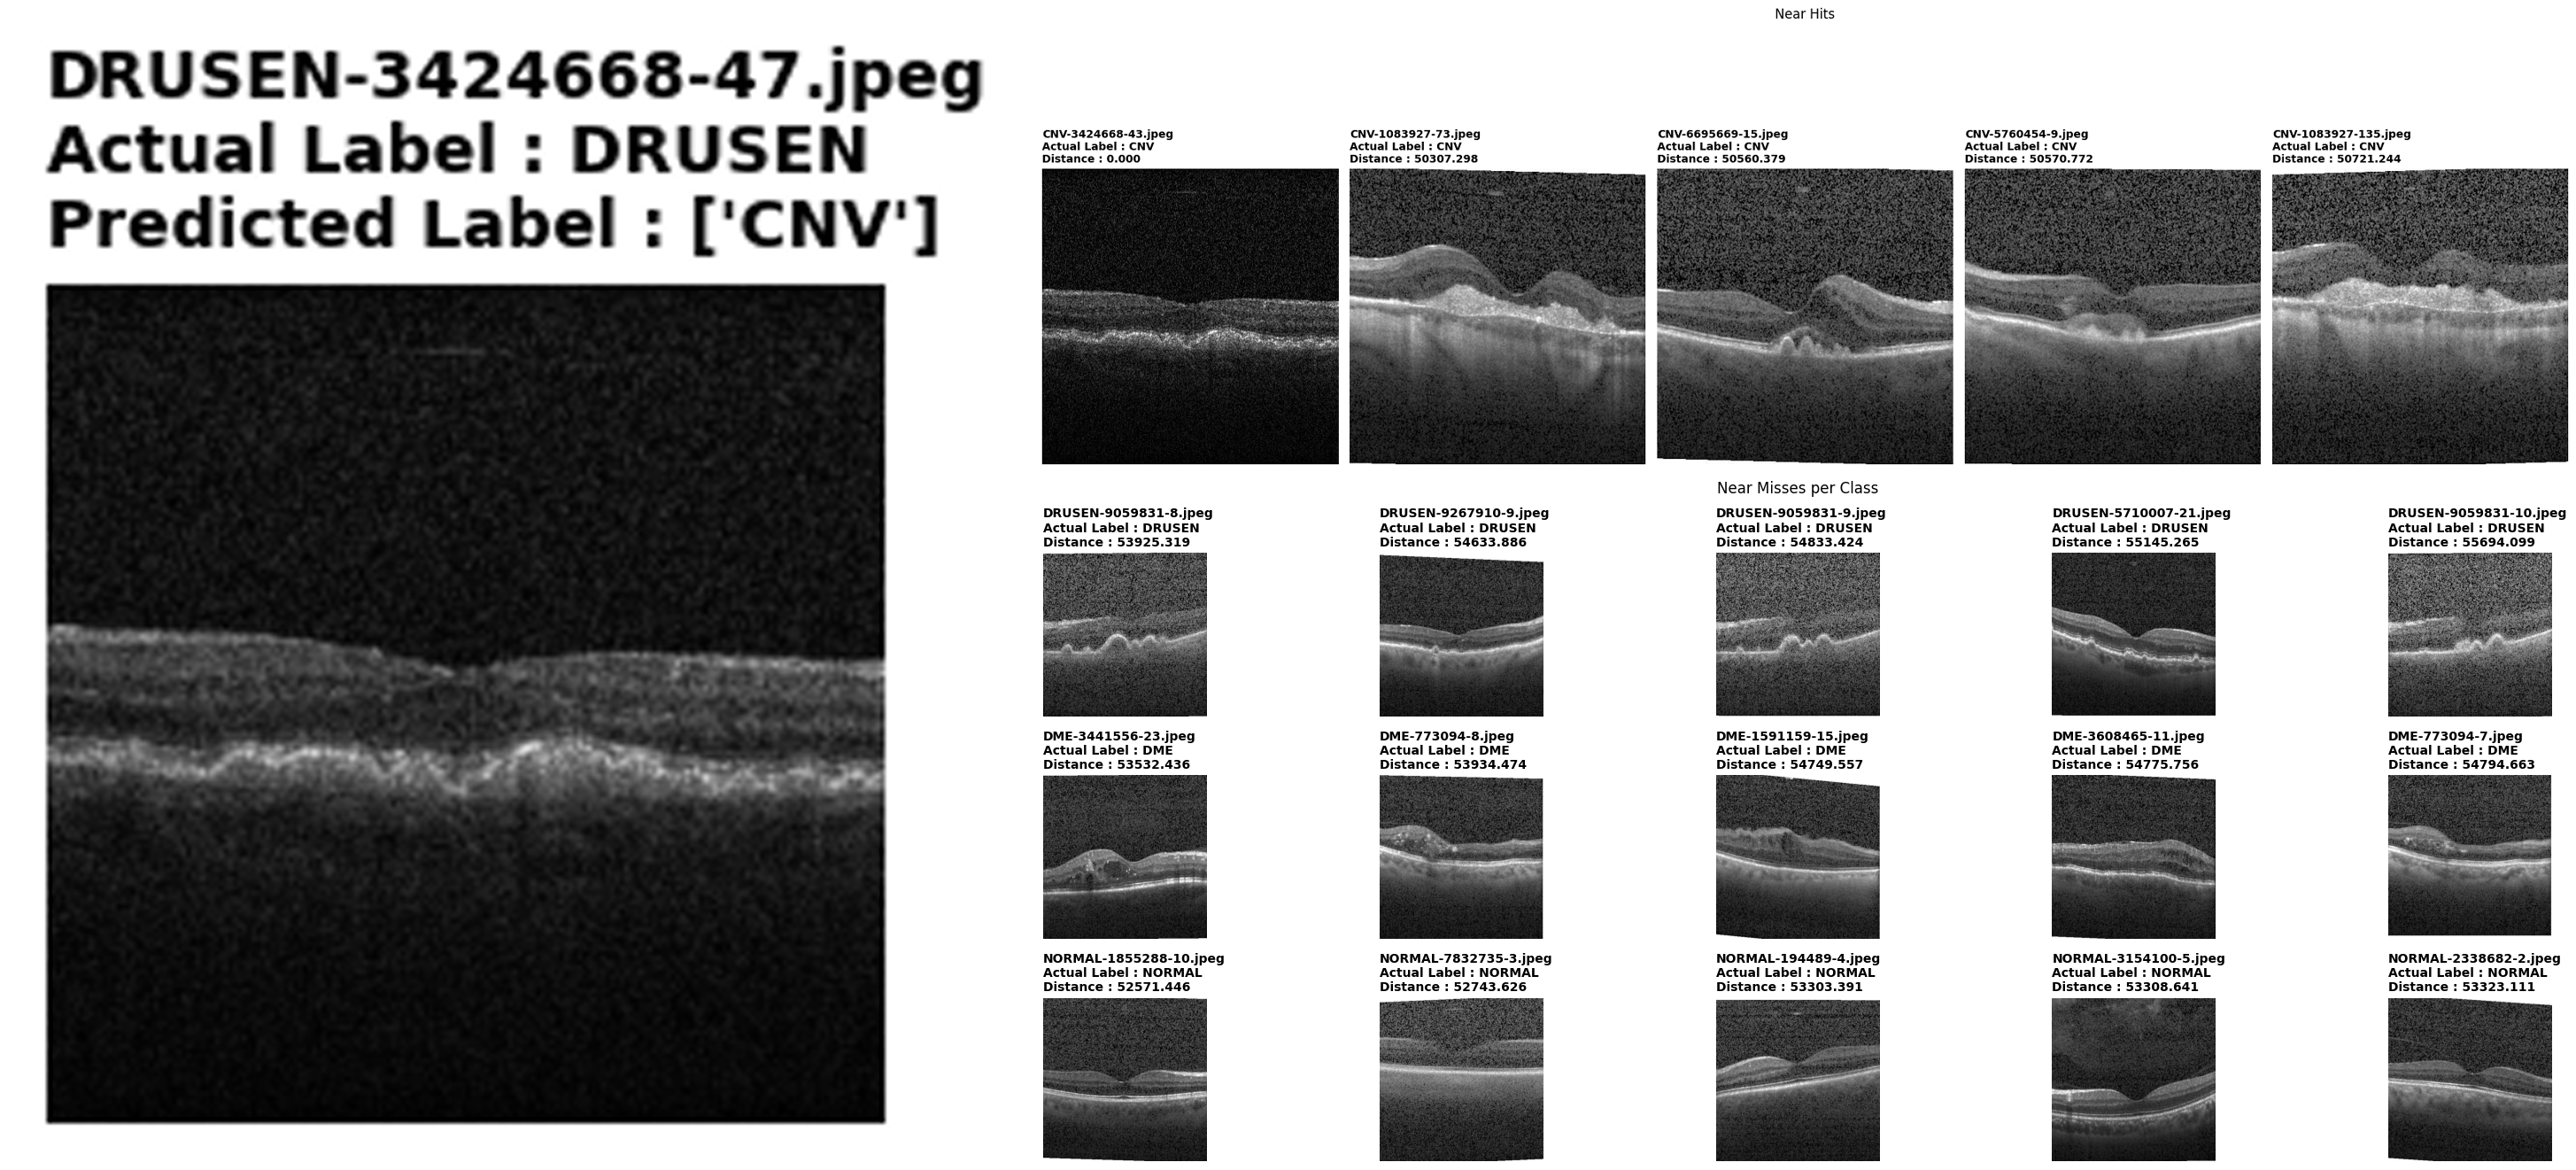 DRUSEN-3424668-47.jpeg
Actual Label : DRUSEN
Predicted Label : ['CNV']
Near Hits
CNV-3424668-43.jpeg
Actual Label : CNV
Distance : 0.000
CNV-1083927-73.jpeg
Actual Label : CNV
Distance : 50307.298
CNV-6695669-15.jpeg
Actual Label : CNV
Distance : 50560.379
CNV-5760454-9.jpeg
Actual Label : CNV
Distance : 50570.772
CNV-1083927-135.jpeg
Actual Label : CNV
Distance : 50721.244
Near Misses per Class
DRUSEN-9059831-8.jpeg
Actual Label : DRUSEN
Distance : 53925.319
DRUSEN-9267910-9.jpeg
Actual Label : DRUSEN
Distance : 54633.886
DRUSEN-9059831-9.jpeg
Actual Label : DRUSEN
Distance : 54833.424
DRUSEN-5710007-21.jpeg
Actual Label : DRUSEN
Distance : 55145.265
DRUSEN-9059831-10.jpeg
Actual Label : DRUSEN
Distance : 55694.099
DME-3441556-23.jpeg
Actual Label : DME
Distance : 53532.436
DME-773094-8.jpeg
Actual Label : DME
Distance : 53934.474
DME-1591159-15.jpeg
Actual Label : DME
Distance : 54749.557
DME-3608465-11.jpeg
Actual Label : DME
Distance : 54775.756
DME-773094-7.jpeg
Actual Label : DME
Distance : 54794.663
NORMAL-1855288-10.jpeg
Actual Label : NORMAL
Distance : 52571.446
NORMAL-7832735-3.jpeg
Actual Label : NORMAL
Distance : 52743.626
NORMAL-194489-4.jpeg
Actual Label : NORMAL
Distance : 53303.391
NORMAL-3154100-5.jpeg
Actual Label : NORMAL
Distance : 53308.641
NORMAL-2338682-2.jpeg
Actual Label : NORMAL
Distance : 53323.111